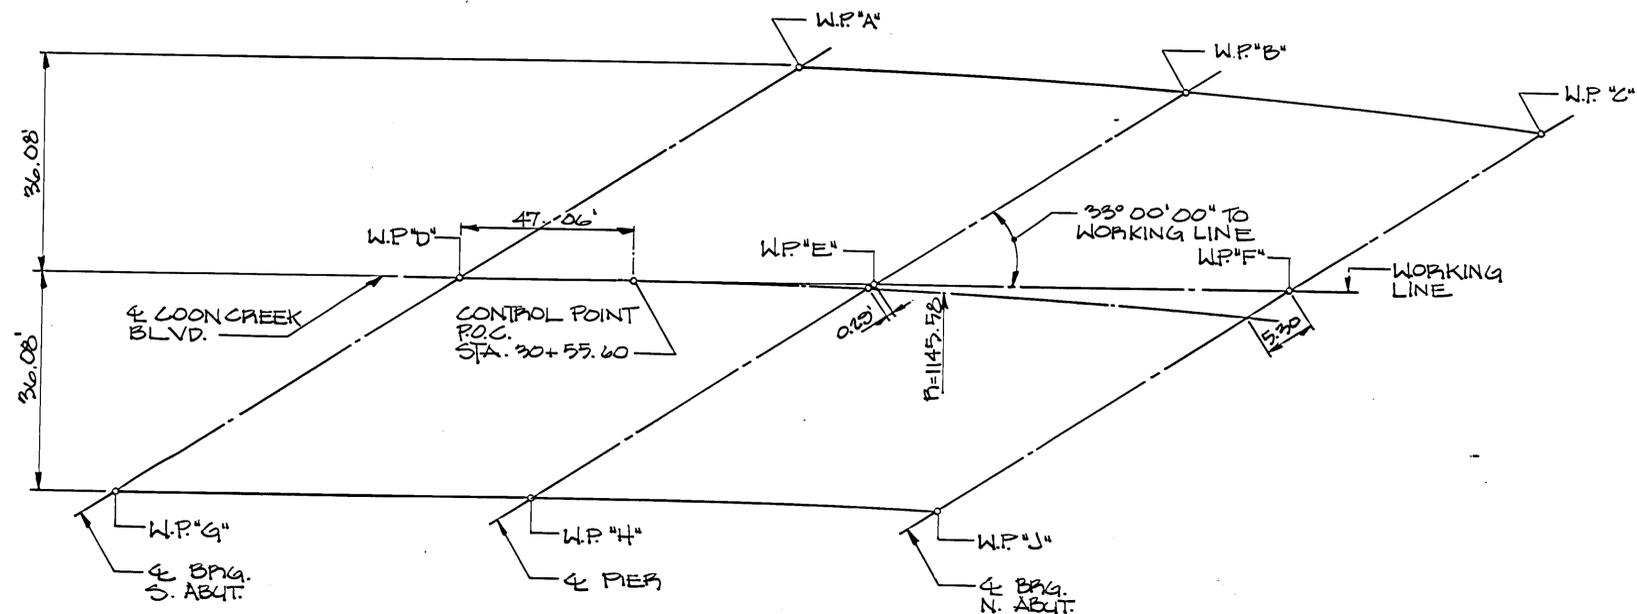 W.P. "A"
W.P. "B"
W.P. "C"
36.08'
47.06'
W.P. "D"
W.P. "E"
33° 00' 00" TO
WORKING LINE
W.P. "F"
WORKING
LINE
℄ COON CREEK
BLVD.
CONTROL POINT
P.O.C.
STA. 30+55.60
0.29'
R=1145.58
5.30
36.08'
W.P. "G"
W.P. "H"
W.P. "J"
℄ BRG.
S. ABUT.
℄ PIER
℄ BRG.
N. ABUT.